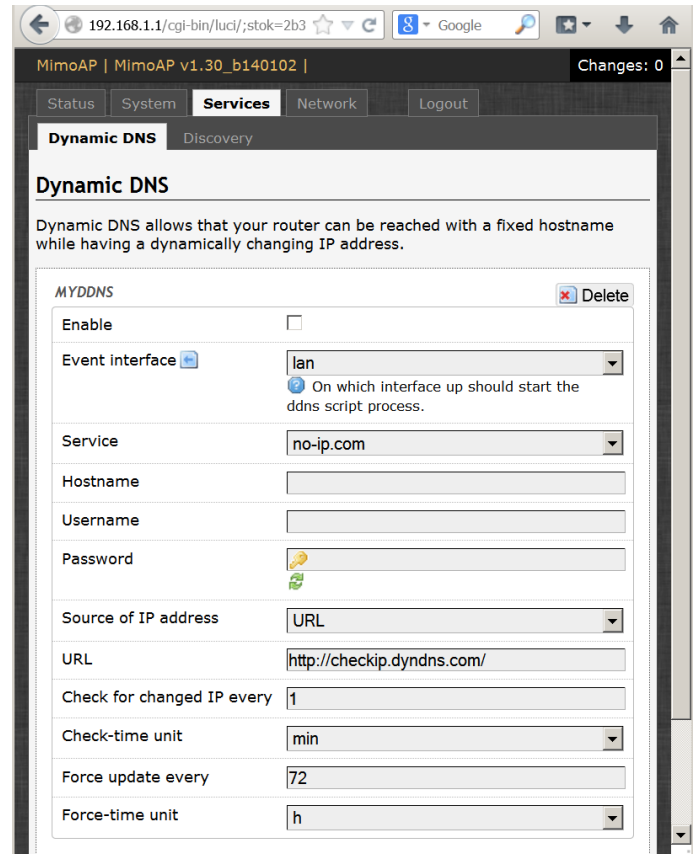 192.168.1.1/cgi-bin/luci/;stok=2b3 8 Google
MimoAP | MimoAP v1.30_b140102 | Changes: 0
Status System Services Network Logout
Dynamic DNS Discovery
Dynamic DNS
Dynamic DNS allows that your router can be reached with a fixed hostname
while having a dynamically changing IP address.
MYDDNS Delete
Enable
Event interface lan
? On which interface up should start the
ddns script process.
Service no-ip.com
Hostname
Username
Password
Source of IP address URL
URL http://checkip.dyndns.com/
Check for changed IP every 1
Check-time unit min
Force update every 72
Force-time unit h